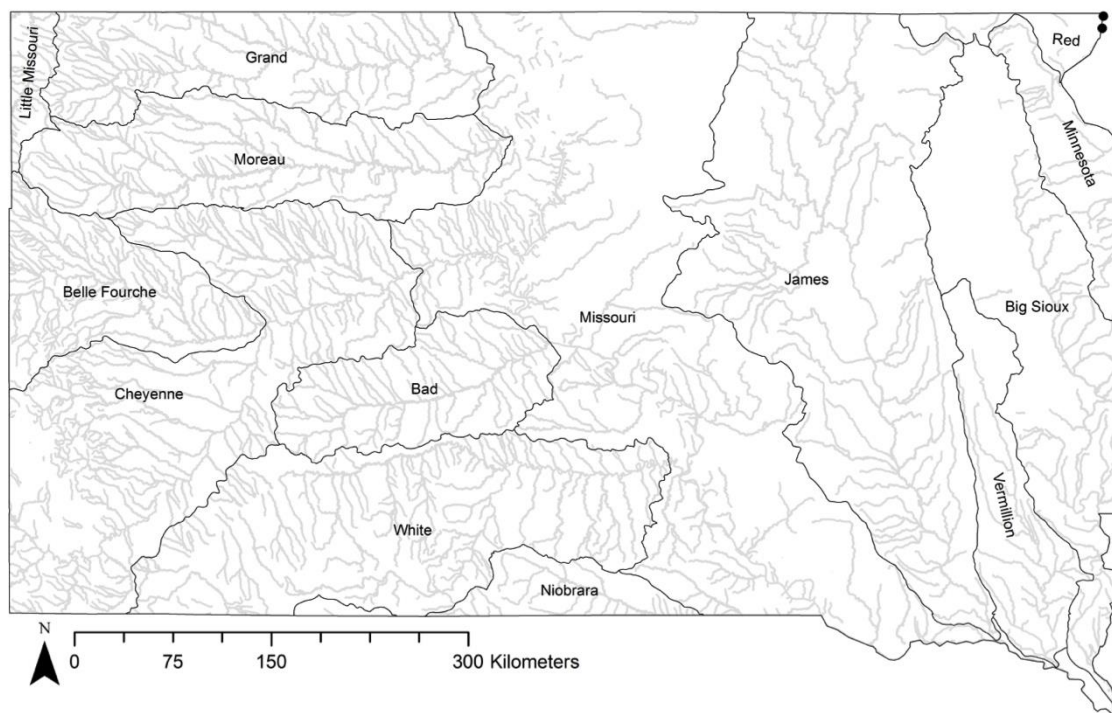 Little Missouri
Grand
Red
Moreau
Minnesota
Belle Fourche
James
Missouri
Big Sioux
Cheyenne
Bad
Vermillion
White
Niobrara
N
0 75 150 300 Kilometers